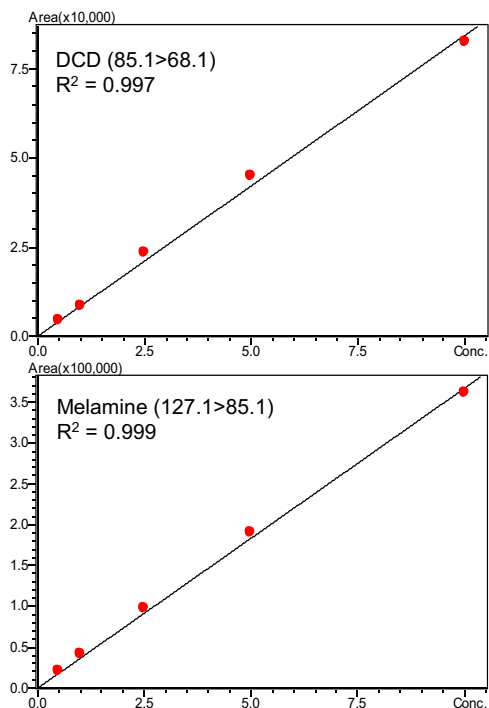 Area(x10,000)
DCD (85.1>68.1)
R² = 0.997
7.5
5.0
2.5
0.0
0.0 2.5 5.0 7.5 Conc.
Area(x100,000)
Melamine (127.1>85.1)
R² = 0.999
3.5
3.0
2.5
2.0
1.5
1.0
0.5
0.0
0.0 2.5 5.0 7.5 Conc.